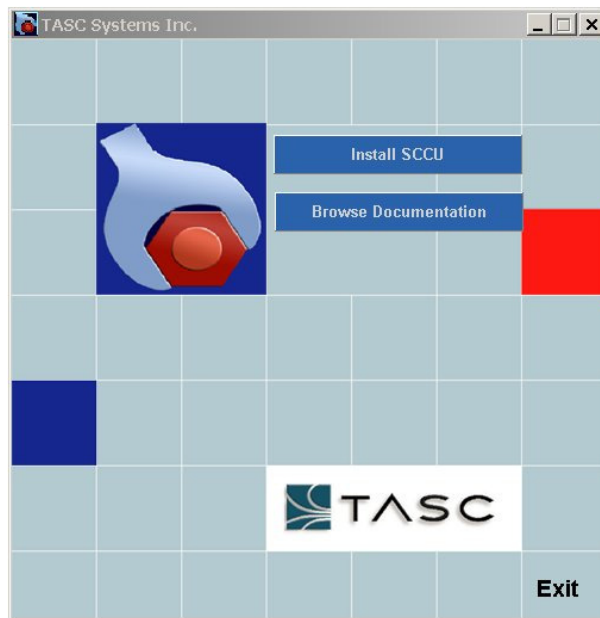 TASC Systems Inc.
Install SCCU
Browse Documentation
TASC
Exit